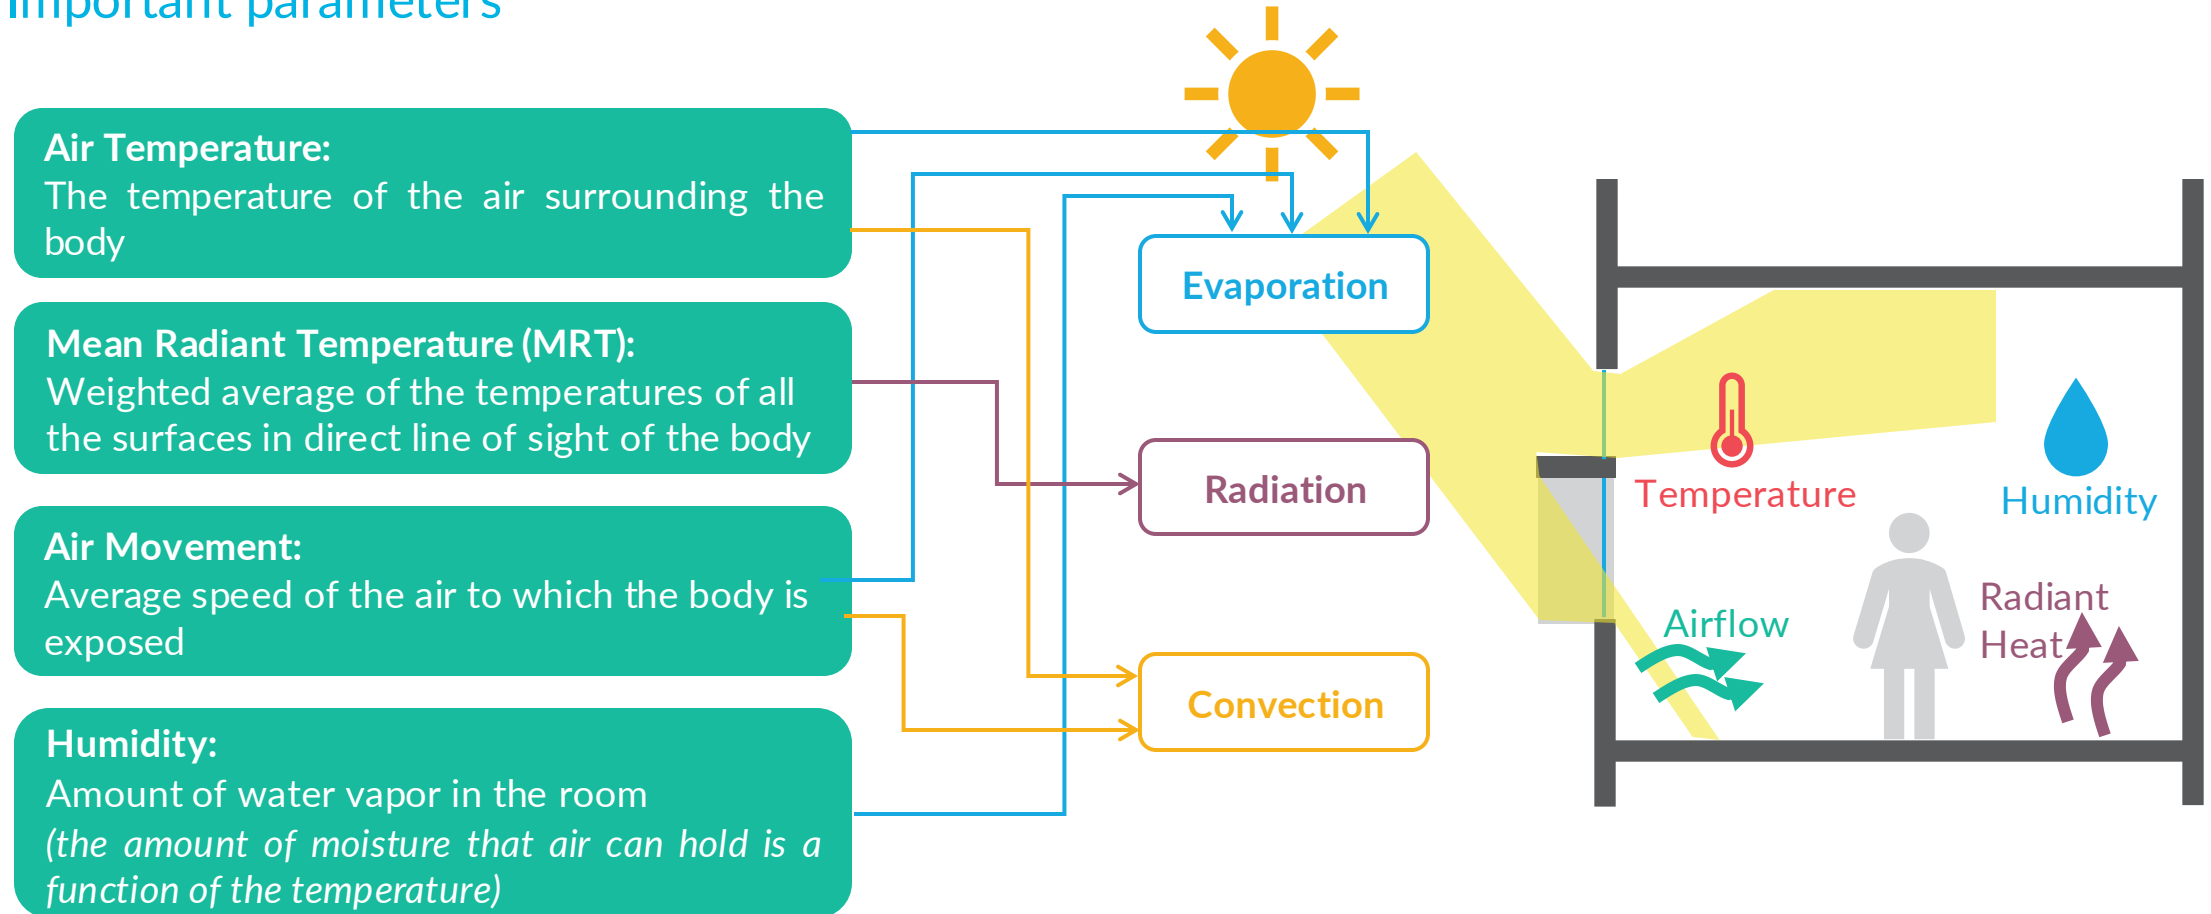 Important parameters
Air Temperature:
The temperature of the air surrounding the
body
Mean Radiant Temperature (MRT):
Weighted average of the temperatures of all
the surfaces in direct line of sight of the body
Air Movement:
Average speed of the air to which the body is
exposed
Humidity:
Amount of water vapor in the room
(the amount of moisture that air can hold is a
function of the temperature)
Evaporation
Radiation
Convection
Temperature
Humidity
Airflow
Radiant
Heat